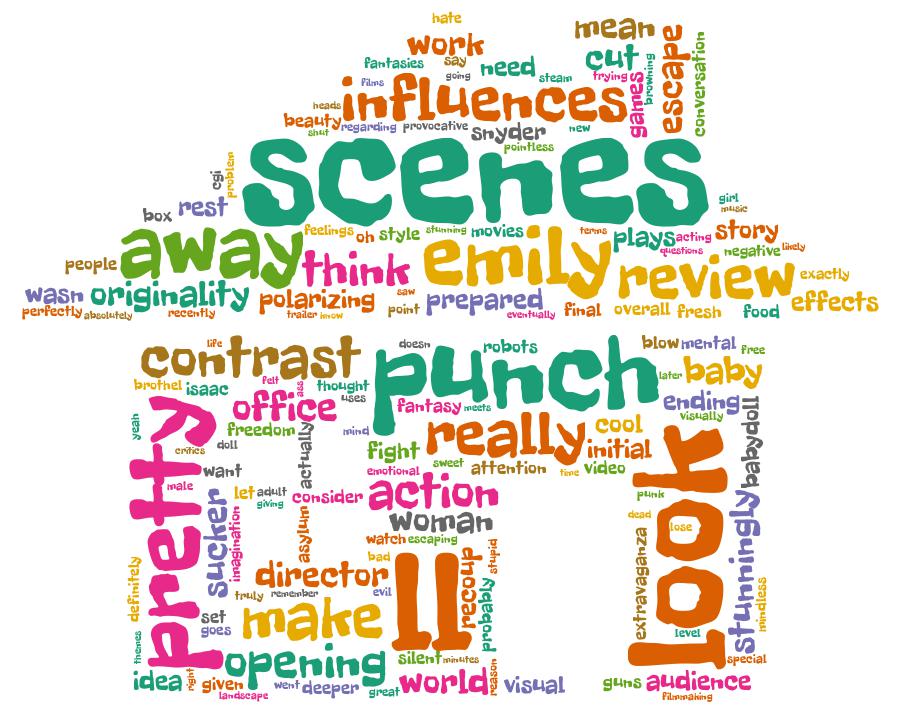 hate
work
mean
fantasies
say
need
cut
escape
conversation
films
going
steam
trying
games
browning
influences
heads
beauty
shut
regarding
provocative
snyder
new
pointless
scenes
cgi
problem
box
rest
girl
music
away
feelings
oh
style
stunning
movies
emily
terms
plays
acting
story
questions
negative
likely
people
think
review
exactly
wasn
originality
polarizing
saw
prepared
effects
perfectly
absolutely
recently
trailer
know
point
eventually
final
overall
fresh
food
life
contrast
doesn
punch
robots
blow
mental
free
later
baby
brothel
isaac
felt
ass
thought
uses
office
fantasy
meets
ending
visually
babydoll
yeah
pretty
freedom
actually
mind
really
cool
critics
doll
fight
initial
look
want
sweet
attention
time
video
emotional
male
sucker
let
adult
giving
consider
action
punk
imagination
woman
dead
lose
stunningly
asylum
watch
escaping
stupid
extravaganza
bad
director
ll
recoup
definitely
truly
remember
evil
probably
mindless
set
goes
make
level
themes
opening
silent
minutes
special
idea
right
given
landscape
went
deeper
great
world
reason
visual
guns
audience
filmmaking